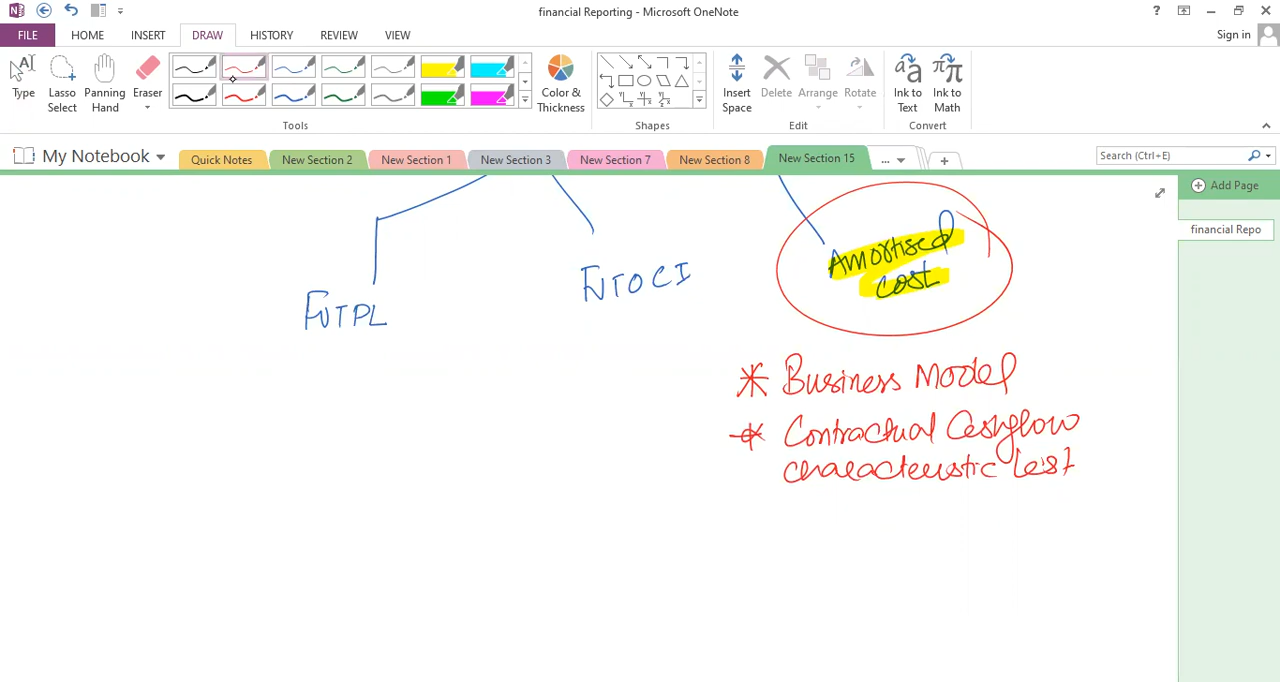 financial Reporting - Microsoft OneNote
?
Sign in
FILE HOME INSERT DRAW HISTORY REVIEW VIEW
Type
Lasso Select
Panning Hand
Eraser
Color & Thickness
Insert Space
Delete
Arrange
Rotate
Ink to Text
Ink to Math
Tools
Shapes
Edit
Convert
My Notebook
Quick Notes
New Section 2
New Section 1
New Section 3
New Section 7
New Section 8
New Section 15
...
Search (Ctrl+E)
Add Page
financial Repo
Amortised
cost
FVTOCI
FVTPL
* Business Model
* Contractual Cashflow
characteristic test